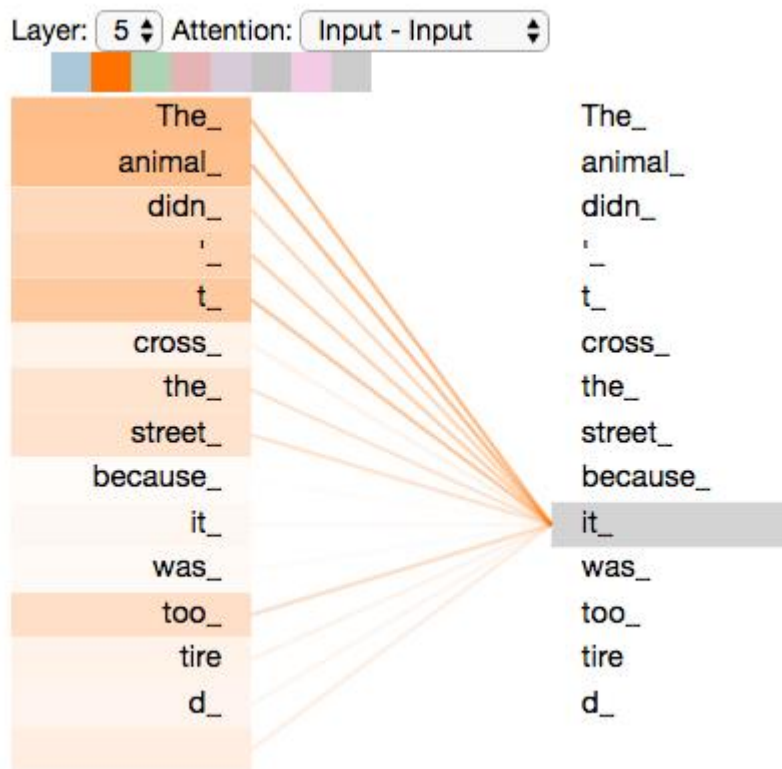 Layer: 5 Attention: Input - Input
The_ The_
animal_ animal_
didn_ didn_
'_ '_
t_ t_
cross_ cross_
the_ the_
street_ street_
because_ because_
it_ it_
was_ was_
too_ too_
tire tire
d_ d_